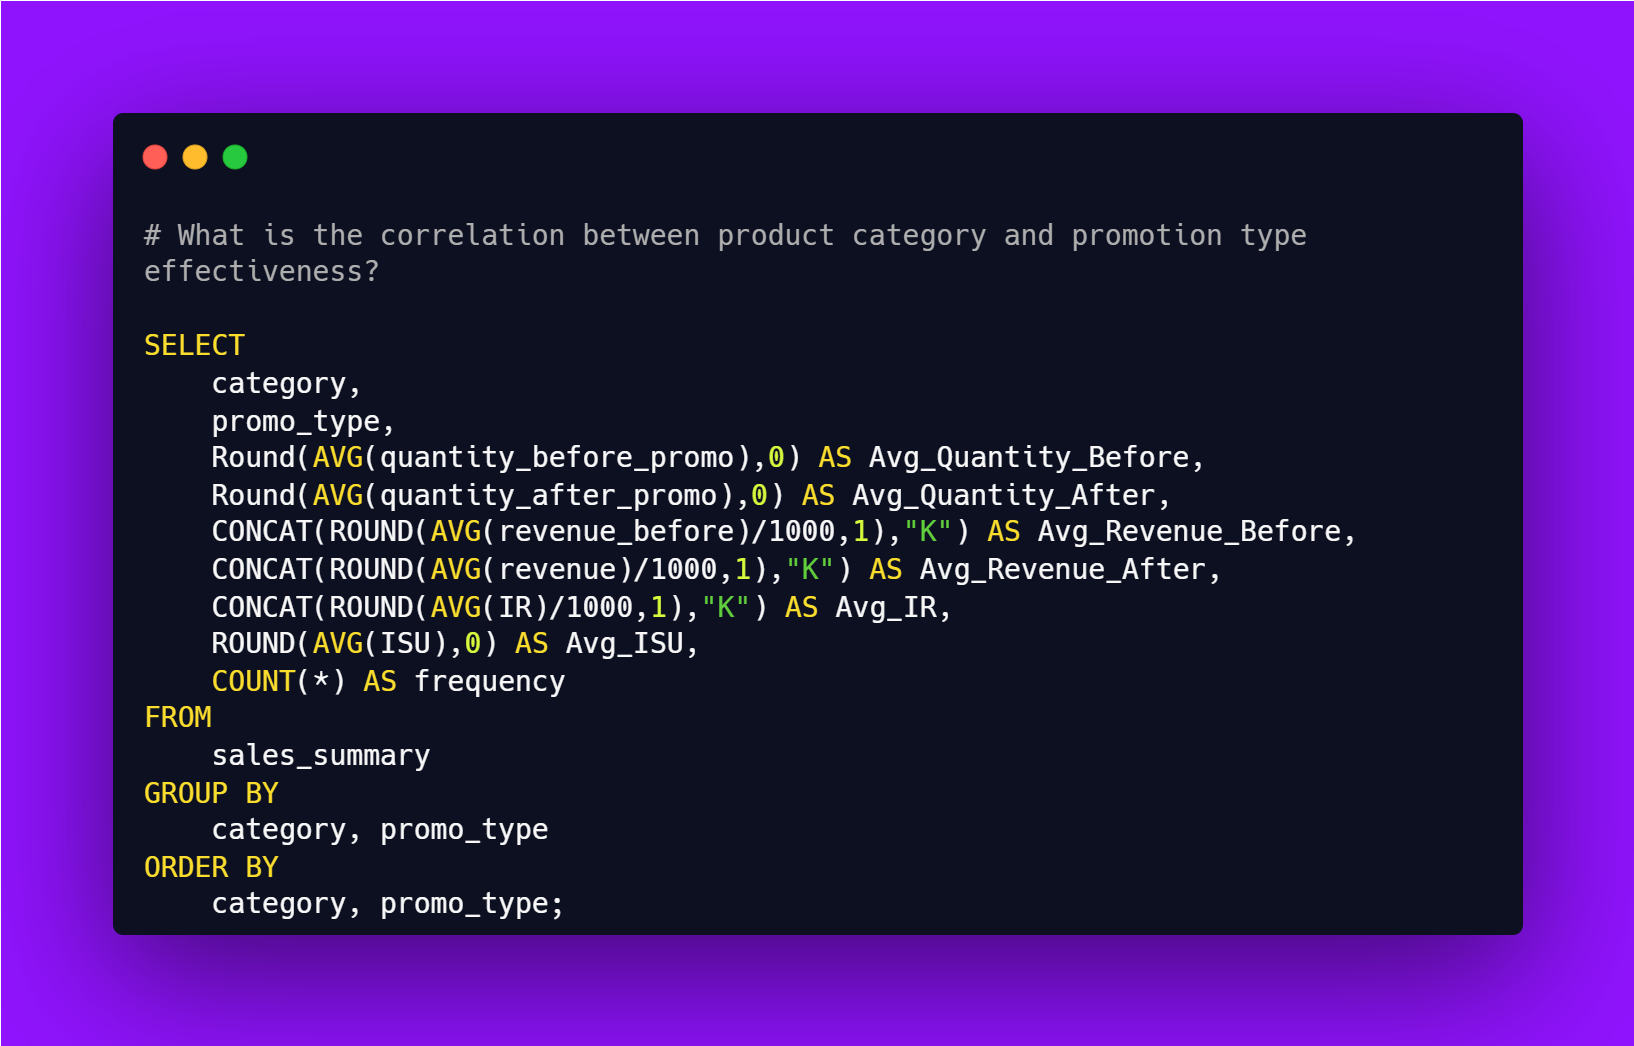 # What is the correlation between product category and promotion type
effectiveness?
SELECT
category,
promo_type,
Round(AVG(quantity_before_promo),0) AS Avg_Quantity_Before,
Round(AVG(quantity_after_promo),0) AS Avg_Quantity_After,
CONCAT(ROUND(AVG(revenue_before)/1000,1),"K") AS Avg_Revenue_Before,
CONCAT(ROUND(AVG(revenue)/1000,1),"K") AS Avg_Revenue_After,
CONCAT(ROUND(AVG(IR)/1000,1),"K") AS Avg_IR,
ROUND(AVG(ISU),0) AS Avg_ISU,
COUNT(*) AS frequency
FROM
sales_summary
GROUP BY
category, promo_type
ORDER BY
category, promo_type;